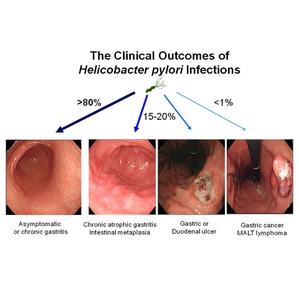 The Clinical Outcomes of
Helicobacter pylori Infections
>80%
15-20%
<1%
Asymptomatic
or chronic gastritis
Chronic atrophic gastritis
Intestinal metaplasia
Gastric or
Duodenal ulcer
Gastric cancer
MALT lymphoma